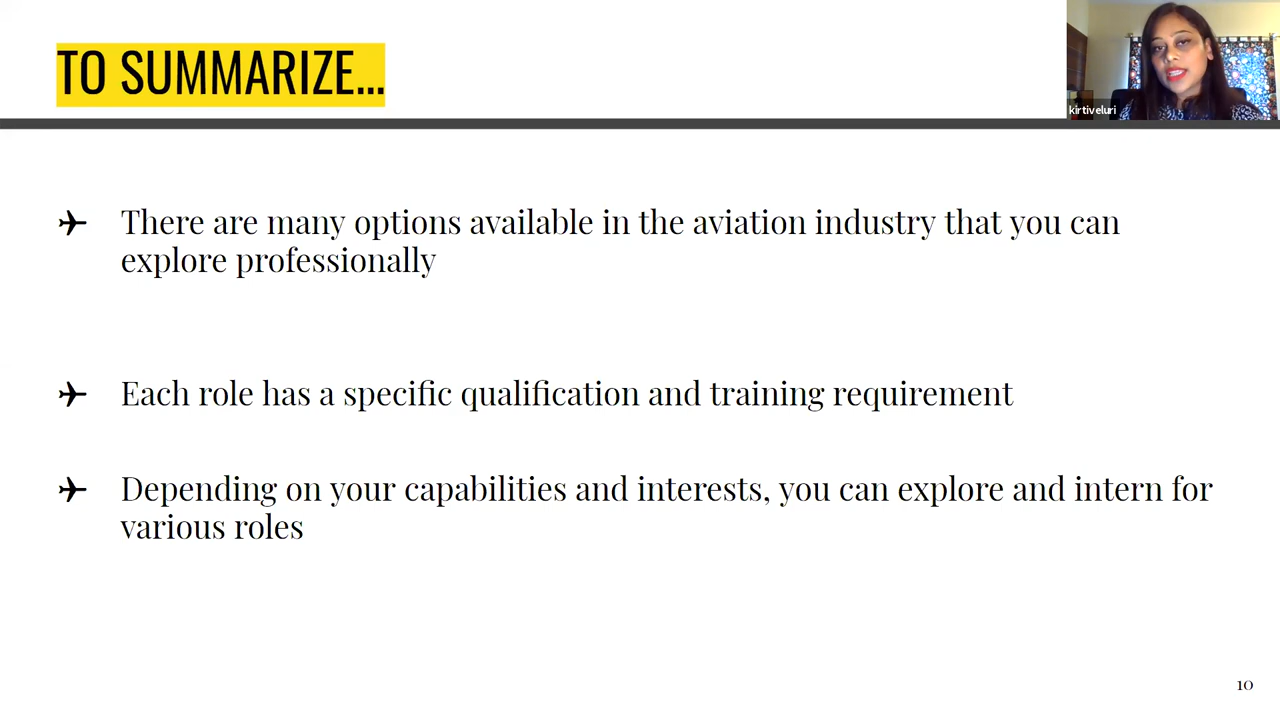 TO SUMMARIZE...
kirtiveluri
There are many options available in the aviation industry that you can
explore professionally
Each role has a specific qualification and training requirement
Depending on your capabilities and interests, you can explore and intern for
various roles
10